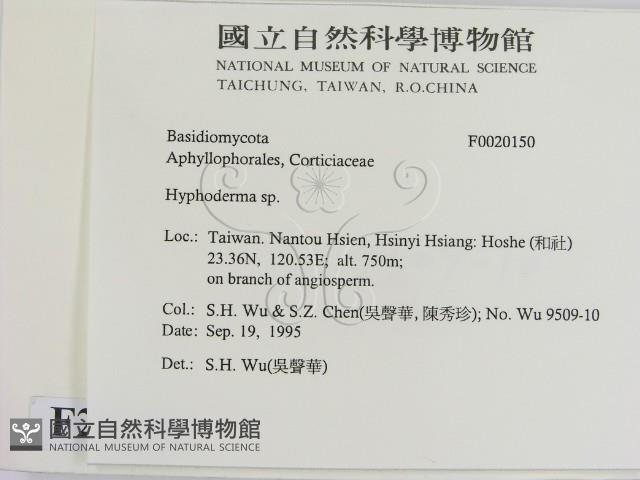 國立自然科學博物館
NATIONAL MUSEUM OF NATURAL SCIENCE
TAICHUNG, TAIWAN, R.O.CHINA
Basidiomycota F0020150
Aphyllophorales, Corticiaceae
Hyphoderma sp.
Loc.: Taiwan. Nantou Hsien, Hsinyi Hsiang: Hoshe (和社)
23.36N, 120.53E; alt. 750m;
on branch of angiosperm.
Col.: S.H. Wu & S.Z. Chen(吳聲華, 陳秀珍); No. Wu 9509-10
Date: Sep. 19, 1995
Det.: S.H. Wu(吳聲華)
國立自然科學博物館
NATIONAL MUSEUM OF NATURAL SCIENCE